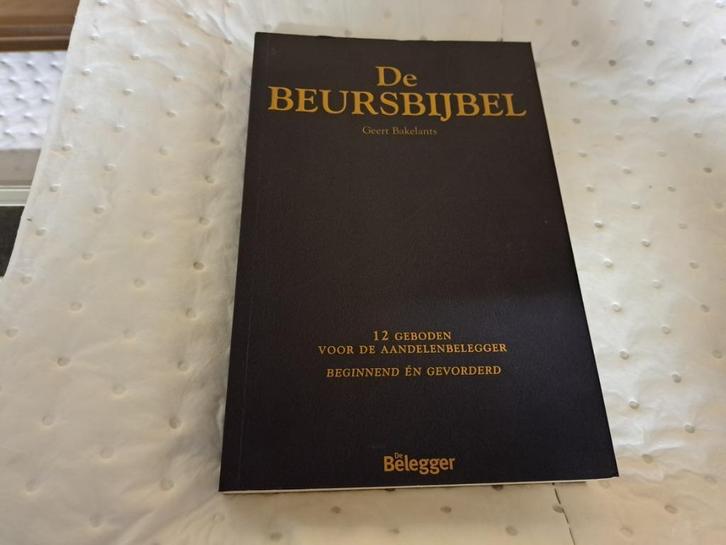 De
BEURSBIJBEL
Geert Bakelants
12 GEBODEN
VOOR DE AANDELENBELEGGER
BEGINNEND ÉN GEVORDERD
De
Belegger